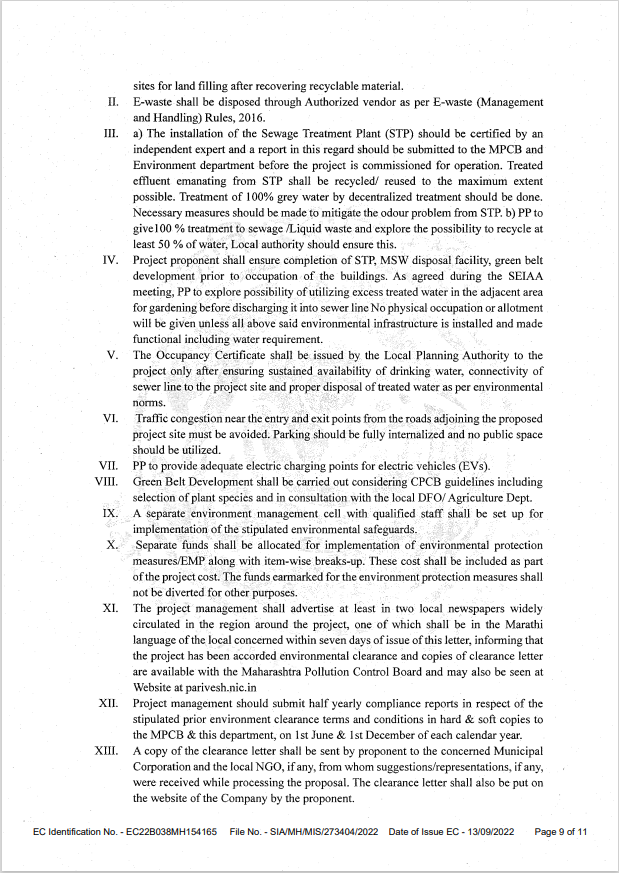 sites for land filling after recovering recyclable material.
II. E-waste shall be disposed through Authorized vendor as per E-waste (Management
and Handling) Rules, 2016.
III. a) The installation of the Sewage Treatment Plant (STP) should be certified by an
independent expert and a report in this regard should be submitted to the MPCB and
Environment department before the project is commissioned for operation. Treated
effluent emanating from STP shall be recycled/ reused to the maximum extent
possible. Treatment of 100% grey water by decentralized treatment should be done.
Necessary measures should be made to mitigate the odour problem from STP. b) PP to
give100 % treatment to sewage /Liquid waste and explore the possibility to recycle at
least 50 % of water, Local authority should ensure this.
IV. Project proponent shall ensure completion of STP, MSW disposal facility, green belt
development prior to occupation of the buildings. As agreed during the SEIAA
meeting, PP to explore possibility of utilizing excess treated water in the adjacent area
for gardening before discharging it into sewer line No physical occupation or allotment
will be given unless all above said environmental infrastructure is installed and made
functional including water requirement.
V. The Occupancy Certificate shall be issued by the Local Planning Authority to the
project only after ensuring sustained availability of drinking water, connectivity of
sewer line to the project site and proper disposal of treated water as per environmental
norms.
VI. Traffic congestion near the entry and exit points from the roads adjoining the proposed
project site must be avoided. Parking should be fully internalized and no public space
should be utilized.
VII. PP to provide adequate electric charging points for electric vehicles (EVs).
VIII. Green Belt Development shall be carried out considering CPCB guidelines including
selection of plant species and in consultation with the local DFO/ Agriculture Dept.
IX. A separate environment management cell with qualified staff shall be set up for
implementation of the stipulated environmental safeguards.
X. Separate funds shall be allocated for implementation of environmental protection
measures/EMP along with item-wise breaks-up. These cost shall be included as part
of the project cost. The funds earmarked for the environment protection measures shall
not be diverted for other purposes.
XI. The project management shall advertise at least in two local newspapers widely
circulated in the region around the project, one of which shall be in the Marathi
language of the local concerned within seven days of issue of this letter, informing that
the project has been accorded environmental clearance and copies of clearance letter
are available with the Maharashtra Pollution Control Board and may also be seen at
Website at parivesh.nic.in
XII. Project management should submit half yearly compliance reports in respect of the
stipulated prior environment clearance terms and conditions in hard & soft copies to
the MPCB & this department, on 1st June & 1st December of each calendar year.
XIII. A copy of the clearance letter shall be sent by proponent to the concerned Municipal
Corporation and the local NGO, if any, from whom suggestions/representations, if any,
were received while processing the proposal. The clearance letter shall also be put on
the website of the Company by the proponent.
EC Identification No. - EC22B038MH154165 File No. - SIA/MH/MIS/273404/2022 Date of Issue EC - 13/09/2022 Page 9 of 11